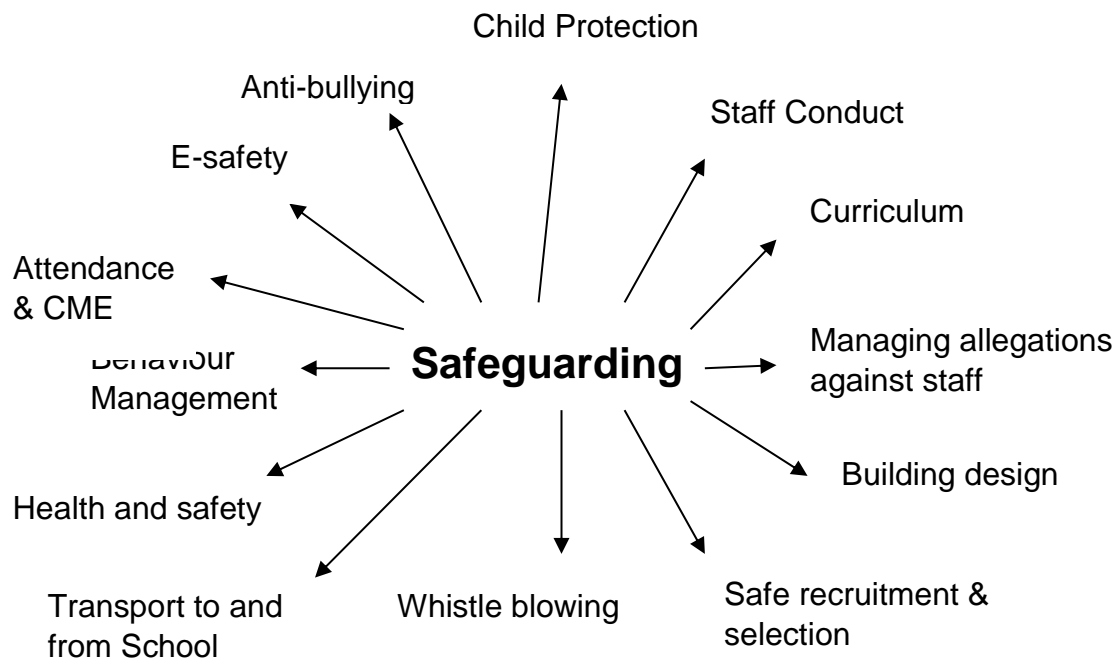 Child Protection
Anti-bullying
Staff Conduct
E-safety
Curriculum
Attendance
& CME
Managing allegations
against staff
Behaviour
Management
Safeguarding
Building design
Health and safety
Safe recruitment &
selection
Transport to and
from School
Whistle blowing